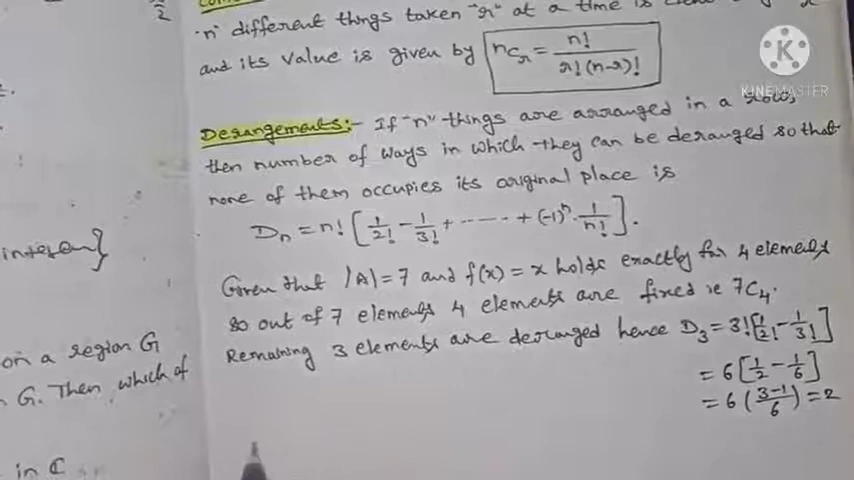 "n" different things taken "r" at a time is
and its value is given by nCr = n! / r!(n-r)!
K
KINEMASTER
Derangements:- If "n" things are arranged in a row,
then number of ways in which they can be deranged so that
none of them occupies its original place is
Dn = n! [1/2! - 1/3! + ------ + (-1)^n . 1/n!].
integer}
Given that |A| = 7 and f(x) = x holds exactly for 4 elements
so out of 7 elements 4 elements are fixed ie 7C4.
Remaining 3 elements are deranged hence D3 = 3! [1/2! - 1/3!]
= 6 [1/2 - 1/6]
= 6 (3-1/6) = 2
on a region G
G. Then which of
in ℂ